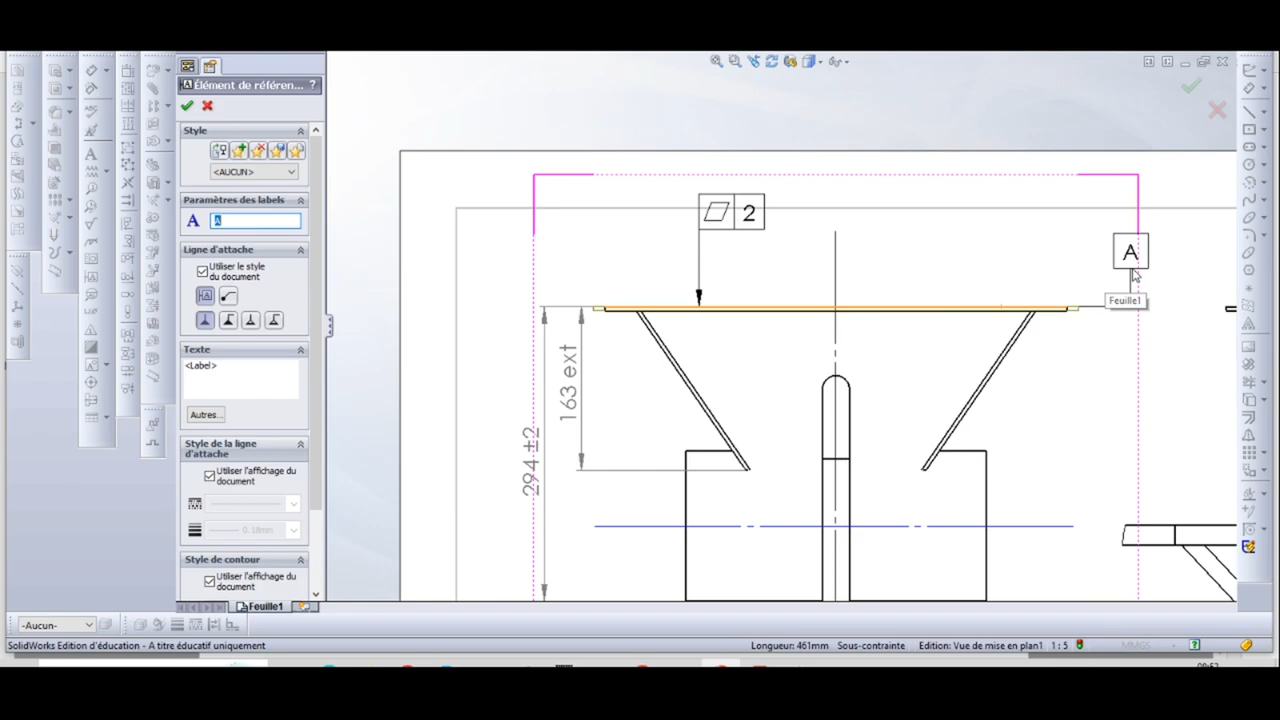 Élément de référen... ?
Style
<AUCUN>
Paramètres des labels
A
A
Ligne d'attache
Utiliser le style
du document
Texte
<Label>
Autres...
Style de la ligne
d'attache
Utiliser l'affichage du
document
0.18mm
Style de contour
Utiliser l'affichage du
document
2
A
Feuille1
163 ext
294 ±2
Feuille1
-Aucun-
SolidWorks Edition d'éducation - A titre éducatif uniquement
Longueur: 461mm Sous-contrainte Edition: Vue de mise en plan1 1 : 5 MMGS